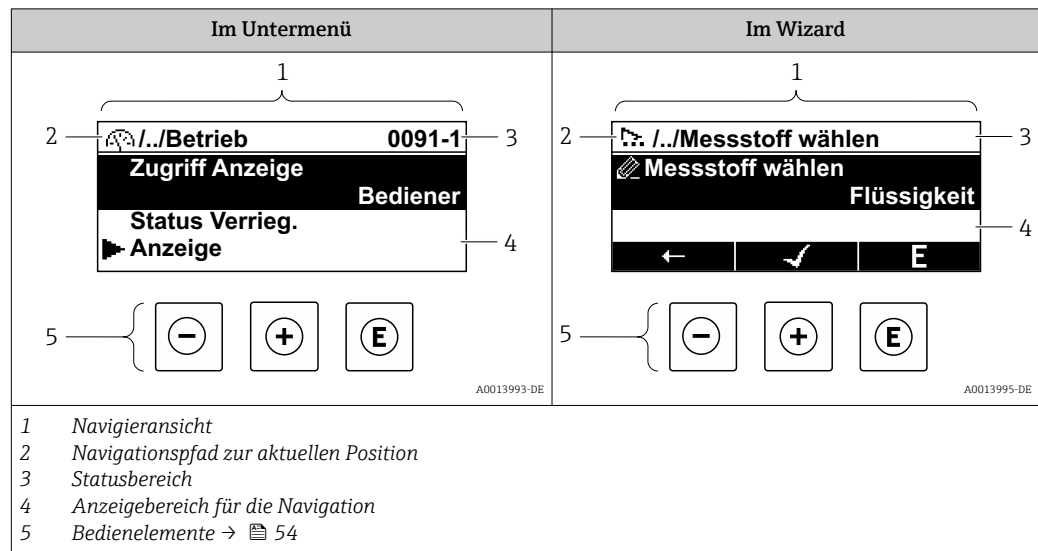 Im Untermenü
1
2
/../Betrieb 0091-1
3
Zugriff Anzeige
Bediener
Status Verrieg.
Anzeige
4
5
- + E
A0013993-DE
Im Wizard
1
2
/../Messstoff wählen
3
Messstoff wählen
Flüssigkeit
4
← ✓ E
5
- + E
A0013995-DE
1 Navigieransicht
2 Navigationspfad zur aktuellen Position
3 Statusbereich
4 Anzeigebereich für die Navigation
5 Bedienelemente → 54